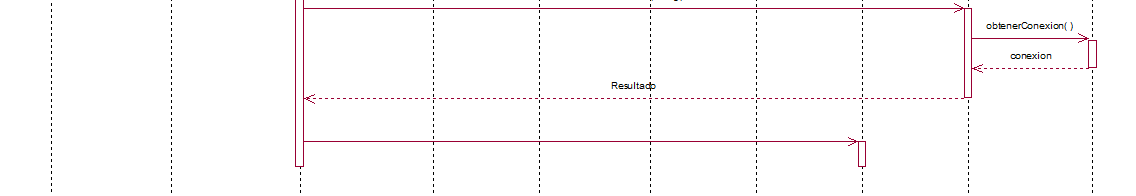 obtenerConexion( )
conexion
Resultado